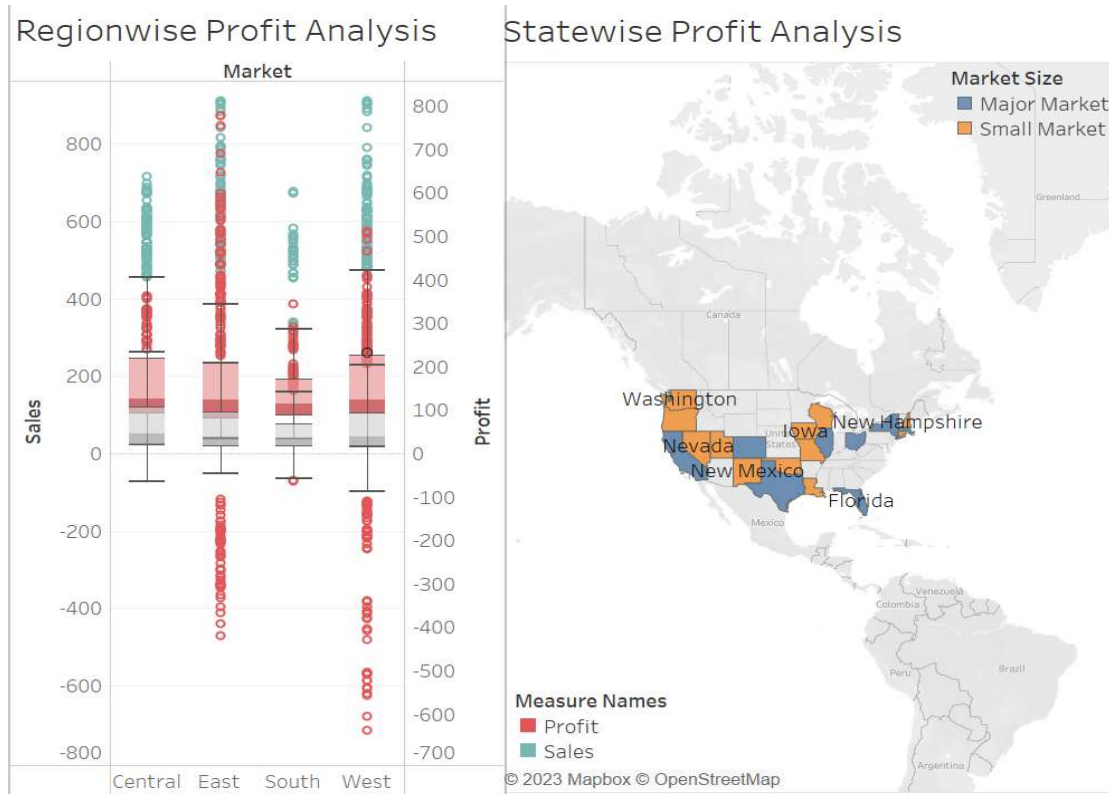 Regionwise Profit Analysis
Market
Sales
800
600
400
200
0
-200
-400
-600
-800
Profit
800
700
600
500
400
300
200
100
0
-100
-200
-300
-400
-500
-600
-700
Central East South West
Statewise Profit Analysis
Market Size
Major Market
Small Market
Greenland
Canada
Washington
United States
Iowa
New Hampshire
Nevada
New Mexico
Florida
Mexico
Venezuela
Colombia
Peru
Brazil
Argentina
Measure Names
Profit
Sales
© 2023 Mapbox © OpenStreetMap